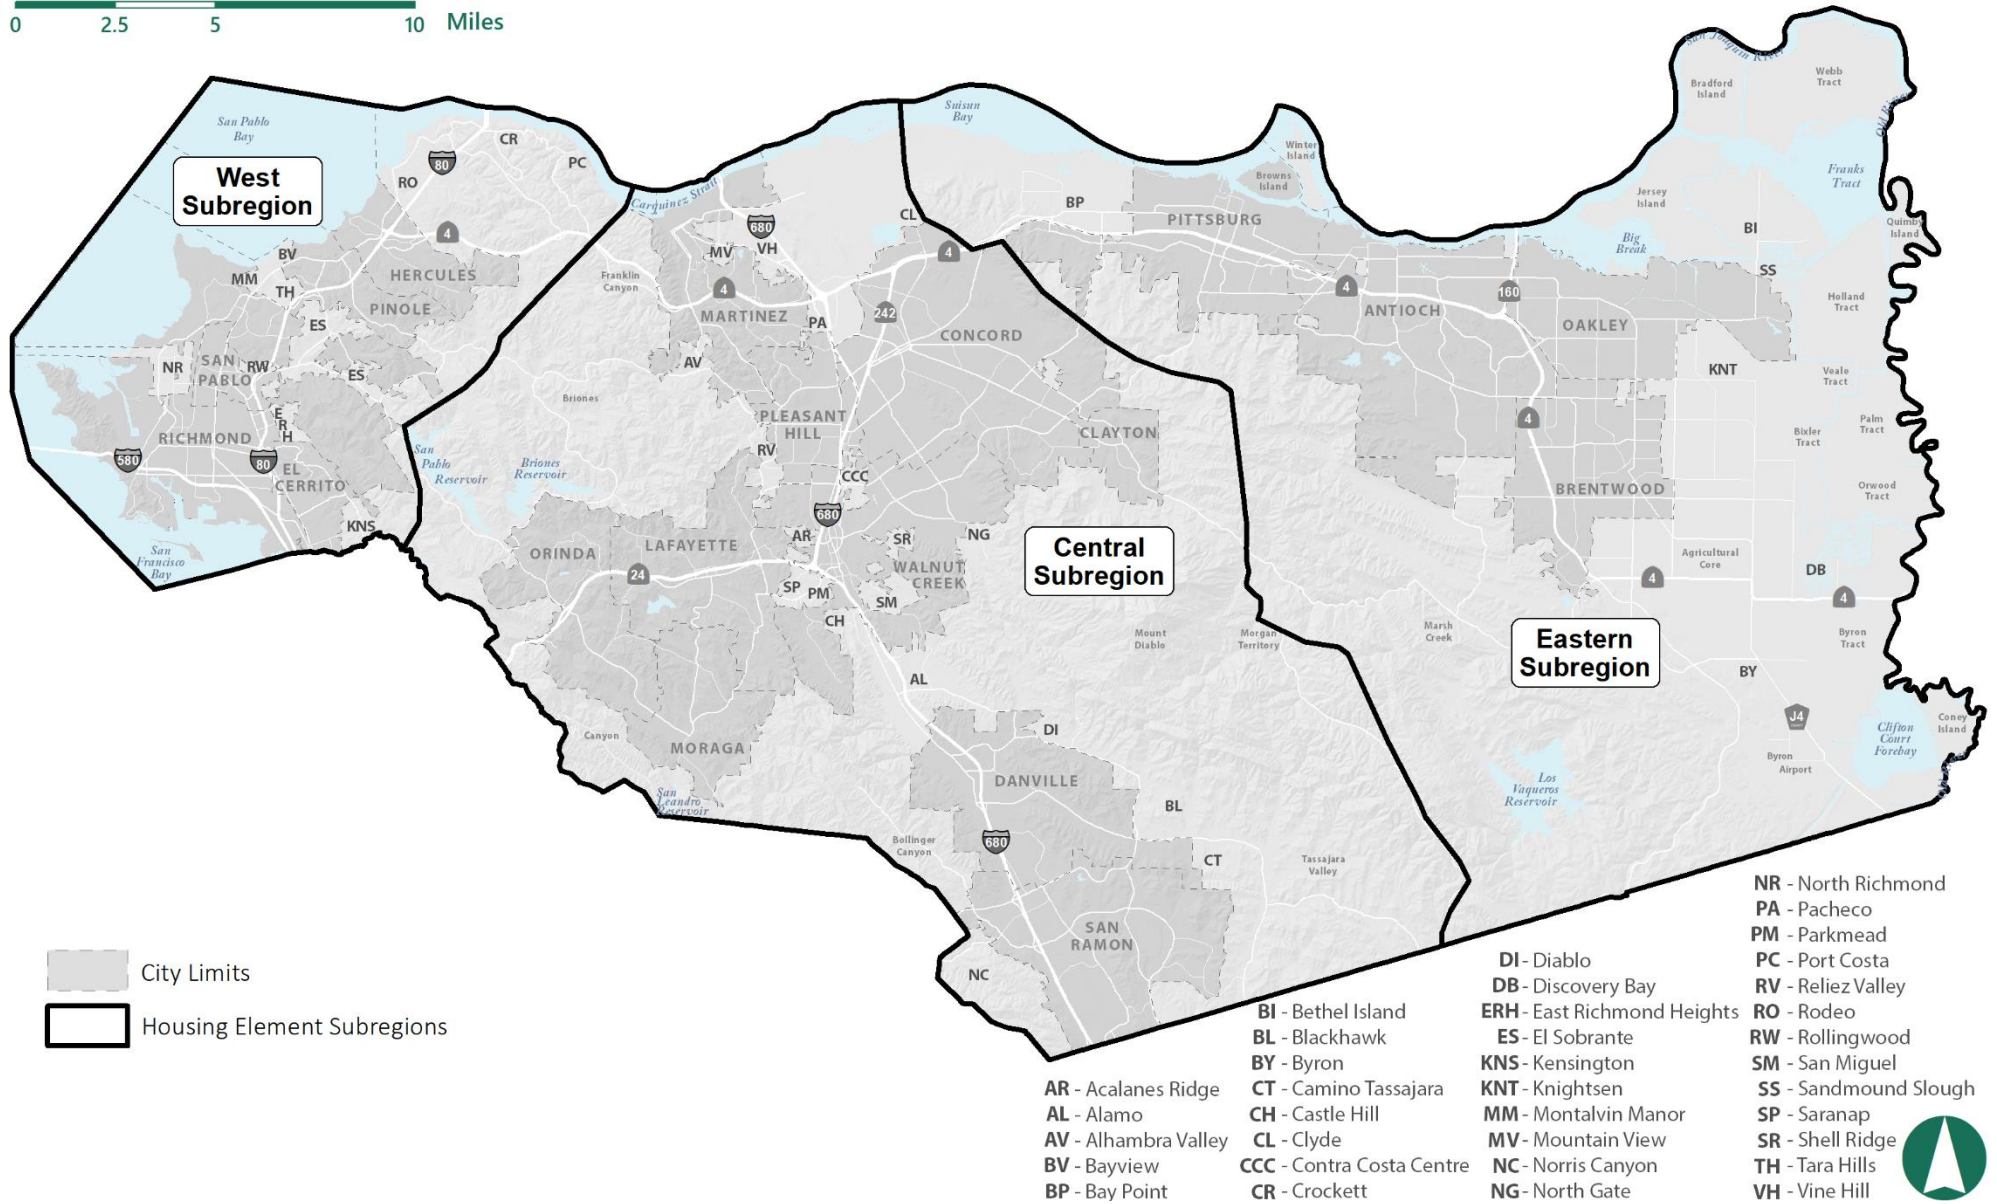 0 2.5 5 10 Miles
San Pablo
Bay
West
Subregion
80
CR
PC
RO
4
BV
MM
TH
HERCULES
PINOLE
ES
NR
SAN
PABLO
RW
ES
E
R
H
RICHMOND
580
80
EL
CERRITO
KNS
San
Francisco
Bay
Carquinez Strait
Suisun
Bay
CL
680
MV
VH
4
4
Franklin
Canyon
MARTINEZ
PA
242
CONCORD
AV
Briones
PLEASANT
HILL
CLAYTON
RV
CCC
San
Pablo
Reservoir
Briones
Reservoir
680
ORINDA
LAFAYETTE
AR
SR
NG
WALNUT
CREEK
24
SP
PM
SM
CH
Central
Subregion
Mount
Diablo
Morgan
Territory
AL
Canyon
MORAGA
DI
DANVILLE
San
Leandro
Reservoir
BL
Bollinger
Canyon
680
CT
Tassajara
Valley
SAN
RAMON
NC
BP
PITTSBURG
Winter
Island
Browns
Island
San Joaquin River
Bradford
Island
Webb
Tract
Franks
Tract
Jersey
Island
Big
Break
BI
Quimby
Island
SS
4
160
ANTIOCH
OAKLEY
Holland
Tract
KNT
Veale
Tract
4
Palm
Tract
Bixler
Tract
BRENTWOOD
Orwood
Tract
Agricultural
Core
4
DB
4
Marsh
Creek
Eastern
Subregion
Byron
Tract
BY
J4
Coney
Island
Clifton
Court
Forebay
Byron
Airport
Los
Vaqueros
Reservoir
City Limits
Housing Element Subregions
AR - Acalanes Ridge
AL - Alamo
AV - Alhambra Valley
BV - Bayview
BP - Bay Point
BI - Bethel Island
BL - Blackhawk
BY - Byron
CT - Camino Tassajara
CH - Castle Hill
CL - Clyde
CCC - Contra Costa Centre
CR - Crockett
DI - Diablo
DB - Discovery Bay
ERH - East Richmond Heights
ES - El Sobrante
KNS - Kensington
KNT - Knightsen
MM - Montalvin Manor
MV - Mountain View
NC - Norris Canyon
NG - North Gate
NR - North Richmond
PA - Pacheco
PM - Parkmead
PC - Port Costa
RV - Reliez Valley
RO - Rodeo
RW - Rollingwood
SM - San Miguel
SS - Sandmound Slough
SP - Saranap
SR - Shell Ridge
TH - Tara Hills
VH - Vine Hill